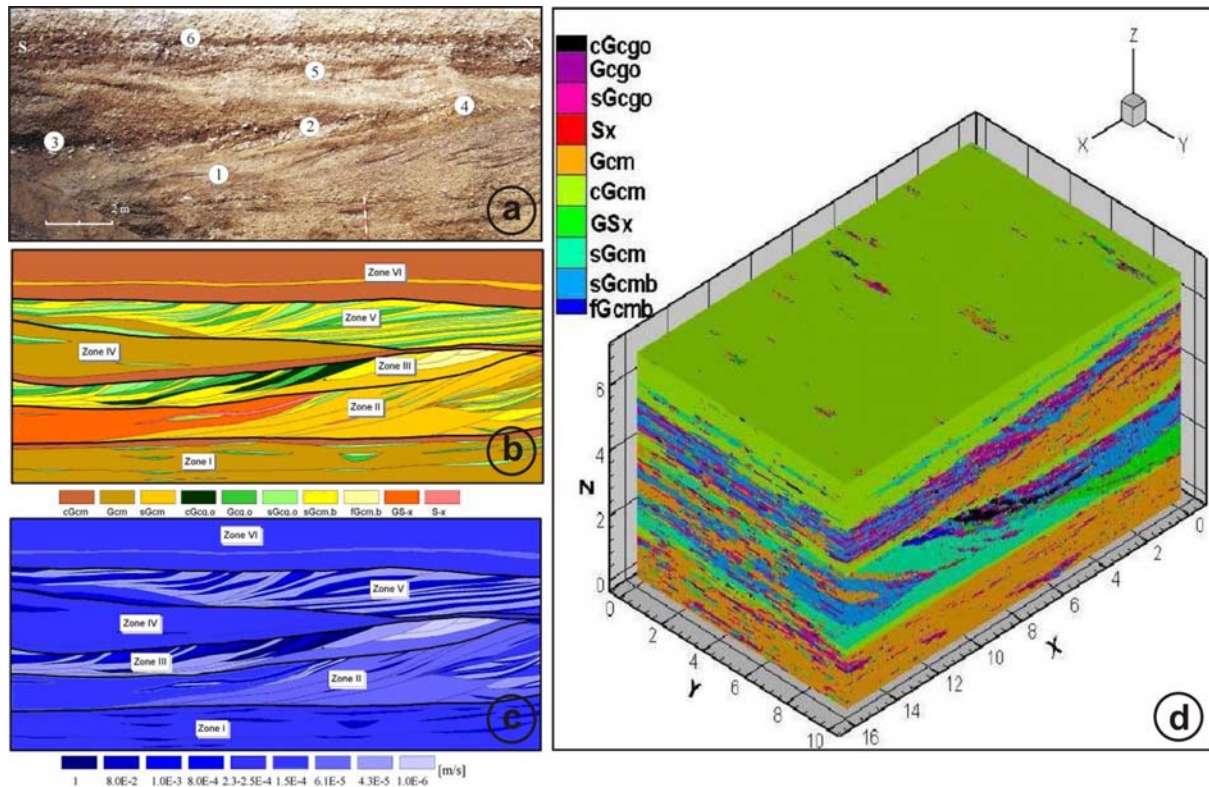 6
S
N
5
4
2
3
1
2 m
a
Zone VI
Zone V
Zone IV
Zone III
Zone II
b
Zone I
cGcm Gcm sGcm cGcg.o Gcg.o sGcg.o sGcm.b fGcm.b GS-x S-x
Zone VI
Zone V
Zone IV
Zone III
Zone II
c
Zone I
[m/s]
1 8.0E-2 1.0E-3 8.0E-4 2.3-2.5E-4 1.5E-4 6.1E-5 4.3E-5 1.0E-6
cGcgo
Gcgo
sGcgo
Sx
Gcm
cGcm
GSx
sGcm
sGcmb
fGcmb
Z
X Y
6
4
Z
2
0
0 2 4 6 8 10
Y
0 2 4 6 8 10 12 14 16
X
d